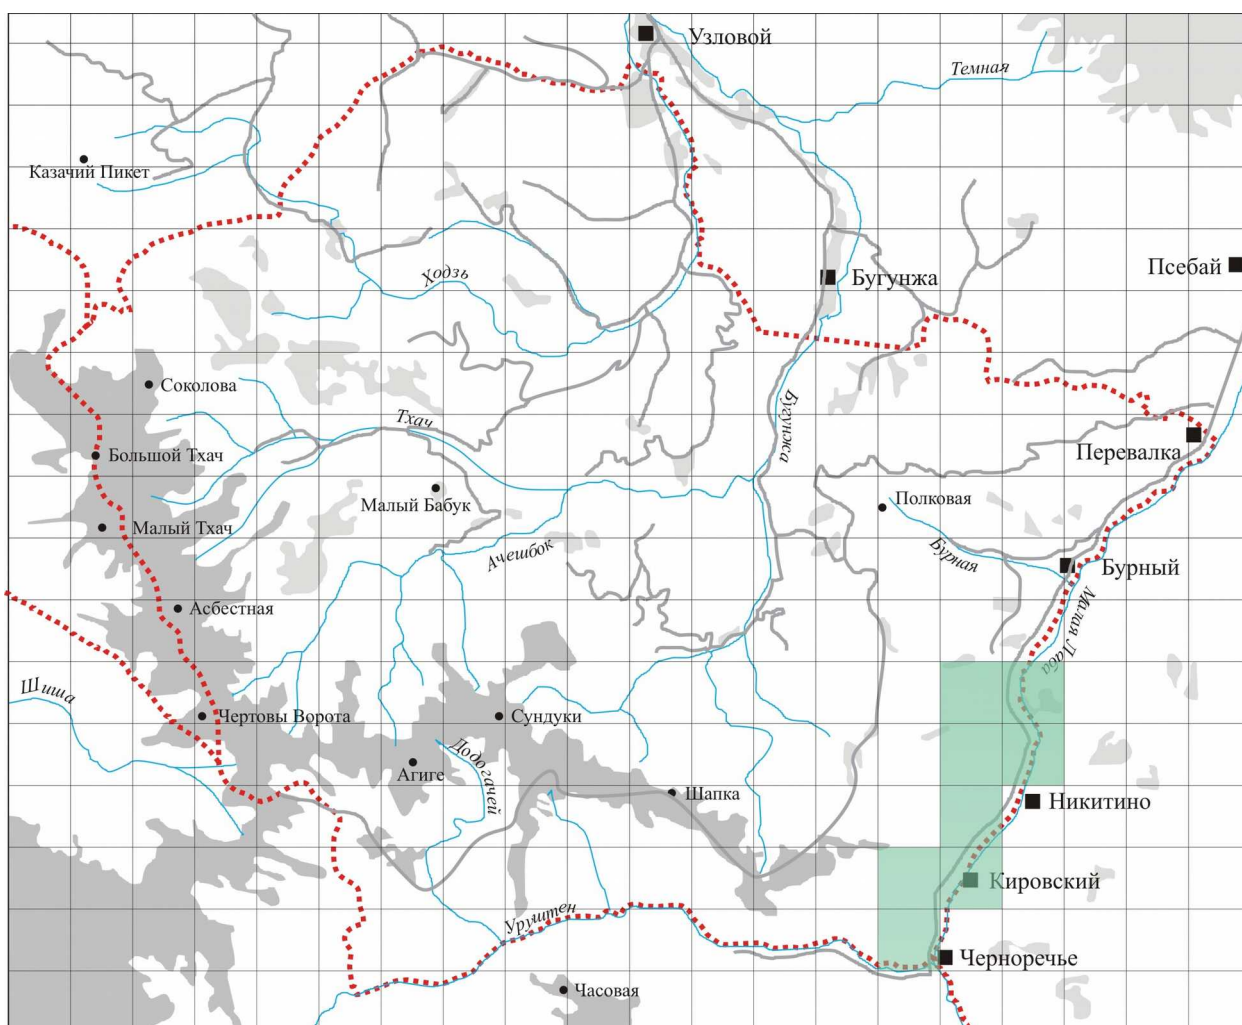 Узловой
Темная
Казачий Пикет
Ходзь
Бугунжа
Псебай
Соколова
Бугунжа
Тхач
Большой Тхач
Перевалка
Малый Бабук
Полковая
Малый Тхач
Ачешбок
Бурная
Бурный
Асбестная
Малая Лаба
Шиша
Чертовы Ворота
Сундуки
Додогачей
Агиге
Шапка
Никитино
Кировский
Уруштен
Черноречье
Часовая